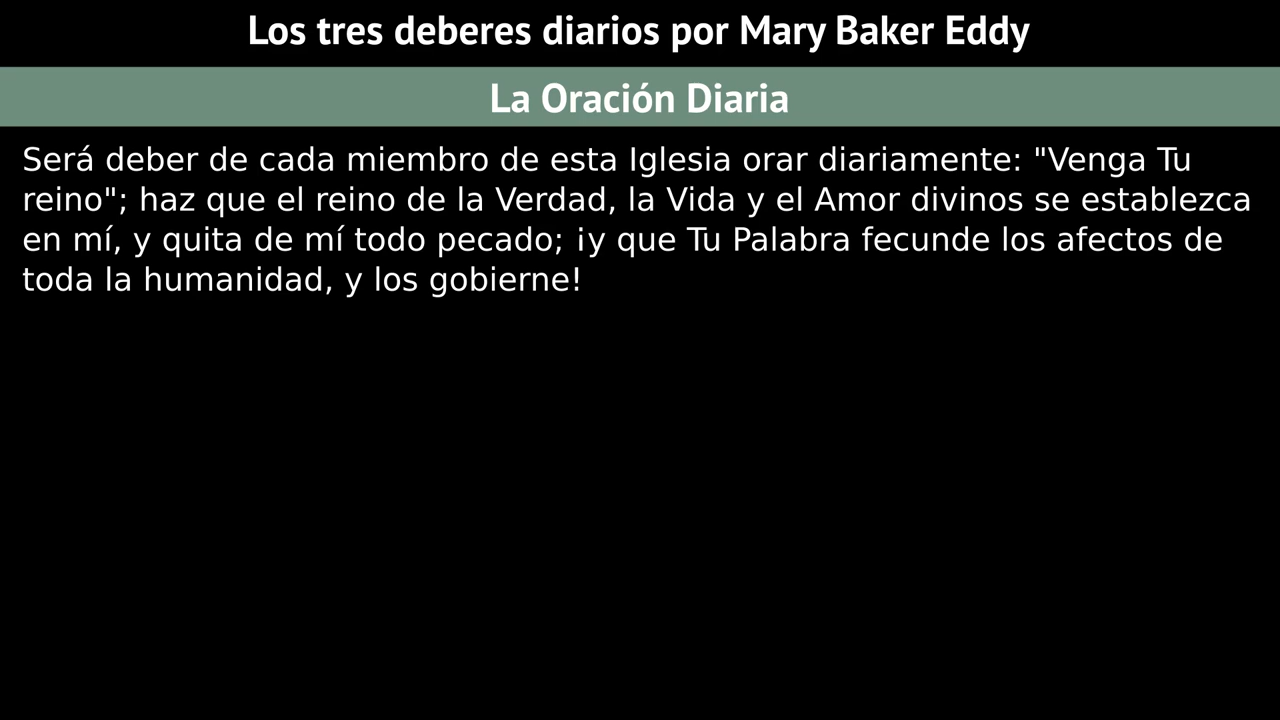 Los tres deberes diarios por Mary Baker Eddy
La Oración Diaria
Será deber de cada miembro de esta Iglesia orar diariamente: "Venga Tu
reino"; haz que el reino de la Verdad, la Vida y el Amor divinos se establezca
en mí, y quita de mí todo pecado; ¡y que Tu Palabra fecunde los afectos de
toda la humanidad, y los gobierne!